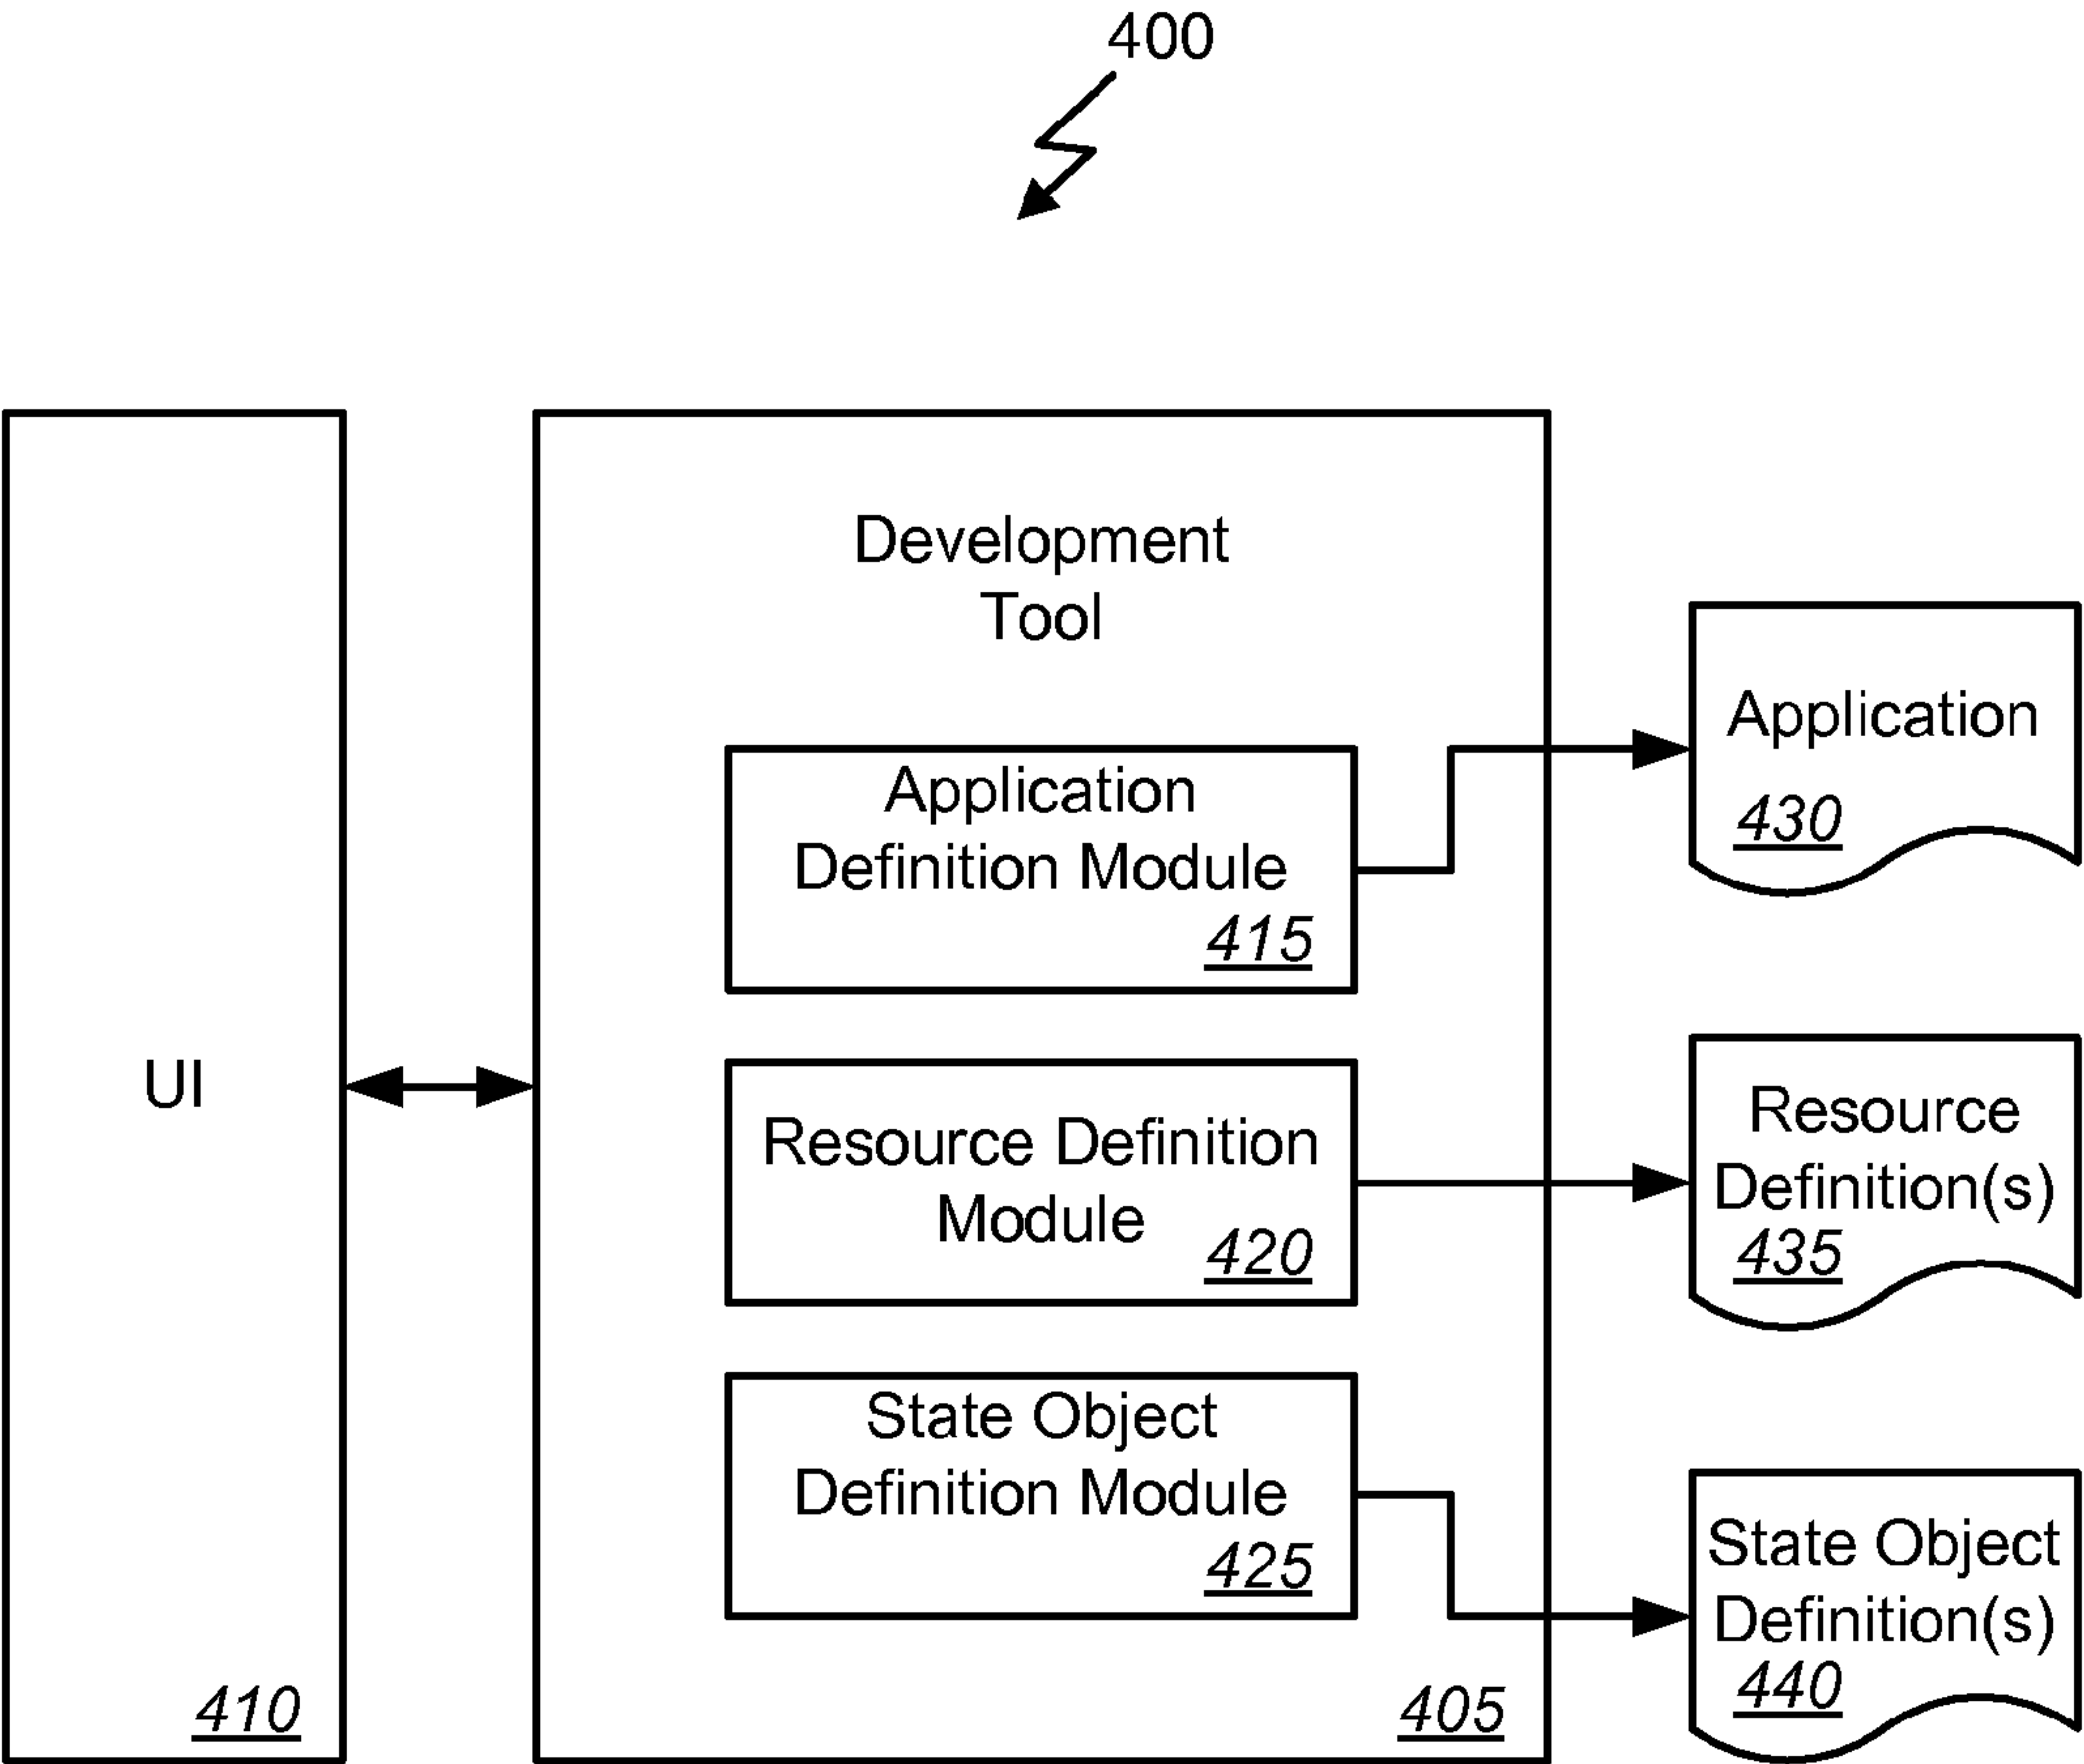 400
UI
410
Development
Tool
Application
Definition Module
415
Resource Definition
Module
420
State Object
Definition Module
425
405
Application
430
Resource
Definition(s)
435
State Object
Definition(s)
440